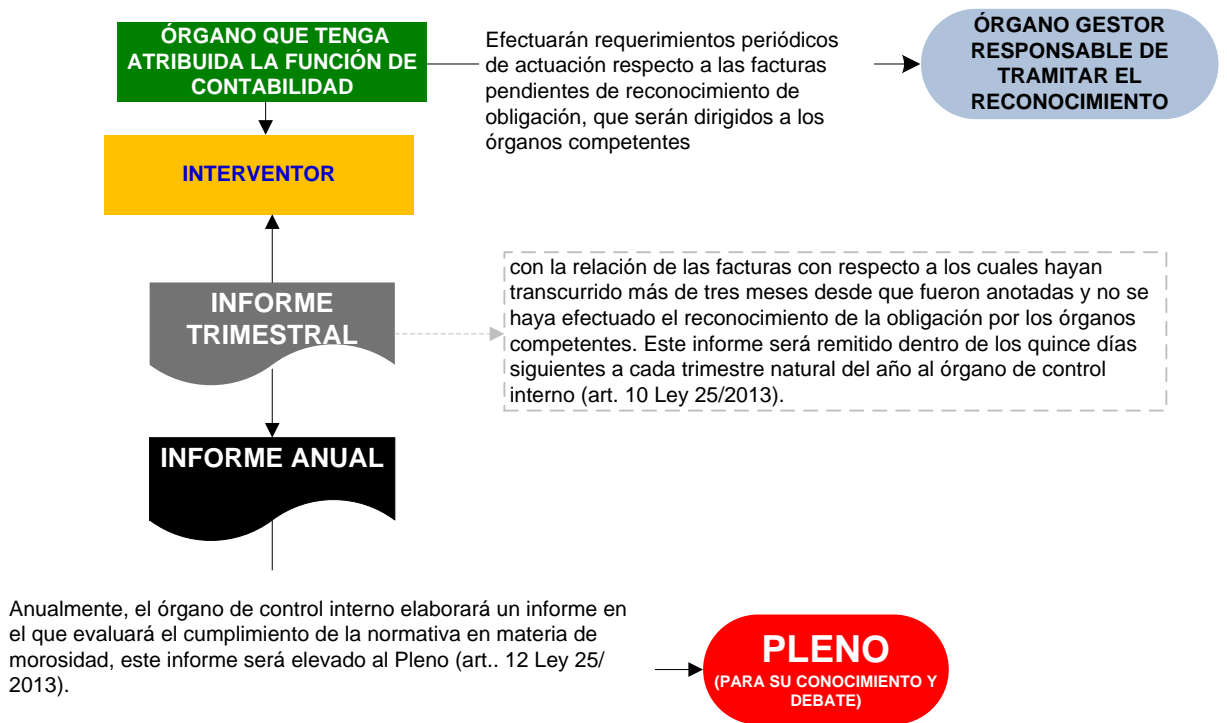 ÓRGANO QUE TENGA
ATRIBUIDA LA FUNCIÓN DE
CONTABILIDAD
Efectuarán requerimientos periódicos
de actuación respecto a las facturas
pendientes de reconocimiento de
obligación, que serán dirigidos a los
órganos competentes
ÓRGANO GESTOR
RESPONSABLE DE
TRAMITAR EL
RECONOCIMIENTO
INTERVENTOR
INFORME
TRIMESTRAL
con la relación de las facturas con respecto a los cuales hayan
transcurrido más de tres meses desde que fueron anotadas y no se
haya efectuado el reconocimiento de la obligación por los órganos
competentes. Este informe será remitido dentro de los quince días
siguientes a cada trimestre natural del año al órgano de control
interno (art. 10 Ley 25/2013).
INFORME ANUAL
Anualmente, el órgano de control interno elaborará un informe en
el que evaluará el cumplimiento de la normativa en materia de
morosidad, este informe será elevado al Pleno (art.. 12 Ley 25/
2013).
PLENO
(PARA SU CONOCIMIENTO Y
DEBATE)